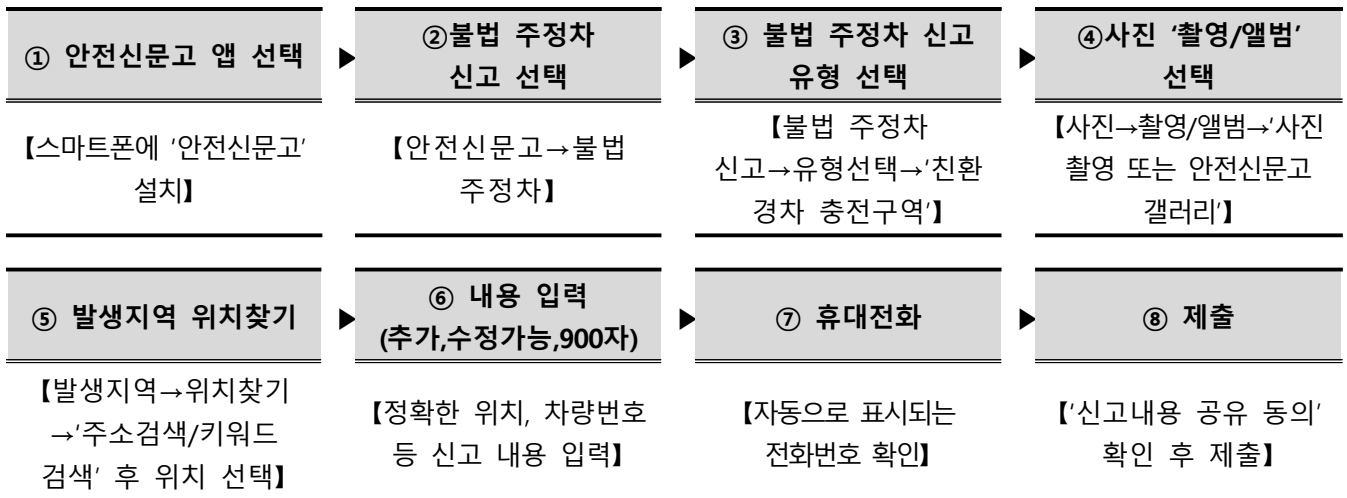 ① 안전신문고 앱 선택
▶
②불법 주정차
신고 선택
▶
③ 불법 주정차 신고
유형 선택
▶
④사진 ‘촬영/앨범’
선택
【스마트폰에 ‘안전신문고’
설치】
【안전신문고→불법
주정차】
【불법 주정차
신고→유형선택→‘친환
경차 충전구역’】
【사진→촬영/앨범→‘사진
촬영 또는 안전신문고
갤러리’】
⑤ 발생지역 위치찾기
▶
⑥ 내용 입력
(추가,수정가능,900자)
▶
⑦ 휴대전화
▶
⑧ 제출
【발생지역→위치찾기
→‘주소검색/키워드
검색’ 후 위치 선택】
【정확한 위치, 차량번호
등 신고 내용 입력】
【자동으로 표시되는
전화번호 확인】
【‘신고내용 공유 동의’
확인 후 제출】